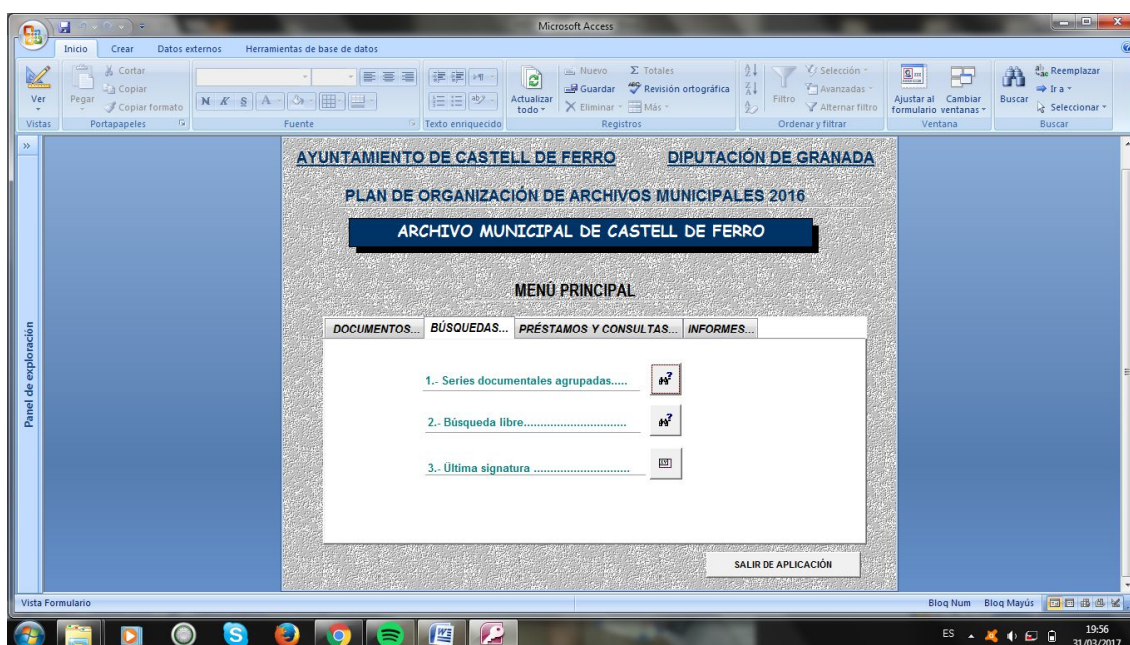 Microsoft Access
Inicio Crear Datos externos Herramientas de base de datos
Ver
Vistas
Pegar
Cortar
Copiar
Copiar formato
Portapapeles
N K S A
Fuente
Texto enriquecido
Actualizar todo
Nuevo
Guardar
Eliminar
Σ Totales
Revisión ortográfica
Más
Registros
Filtro
Selección
Avanzadas
Alternar filtro
Ordenar y filtrar
Ajustar al formulario
Cambiar ventanas
Ventana
Buscar
Reemplazar
Ir a
Seleccionar
Buscar
Panel de exploración
AYUNTAMIENTO DE CASTELL DE FERRO DIPUTACIÓN DE GRANADA
PLAN DE ORGANIZACIÓN DE ARCHIVOS MUNICIPALES 2016
ARCHIVO MUNICIPAL DE CASTELL DE FERRO
MENÚ PRINCIPAL
DOCUMENTOS... BÚSQUEDAS... PRÉSTAMOS Y CONSULTAS... INFORMES...
1.- Series documentales agrupadas.....
2.- Búsqueda libre...............................
3.- Última signatura .............................
SALIR DE APLICACIÓN
Vista Formulario Bloq Num Bloq Mayús
ES 19:56
31/03/2017